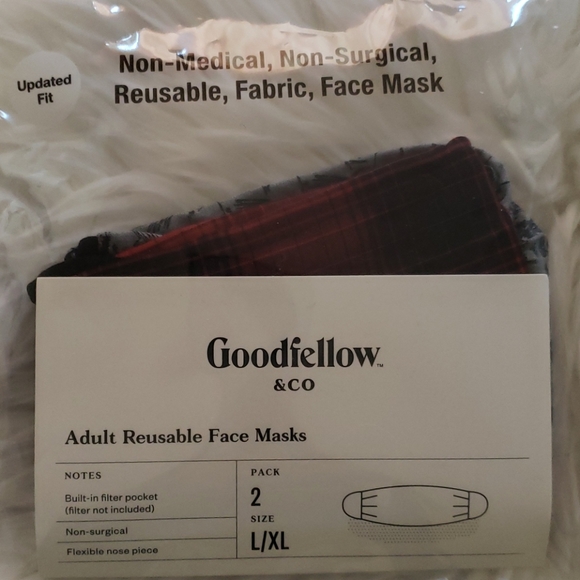 Updated
Fit
Non-Medical, Non-Surgical,
Reusable, Fabric, Face Mask
Goodfellow™
&CO
Adult Reusable Face Masks
NOTES
Built-in filter pocket
(filter not included)
Non-surgical
Flexible nose piece
PACK
2
SIZE
L/XL